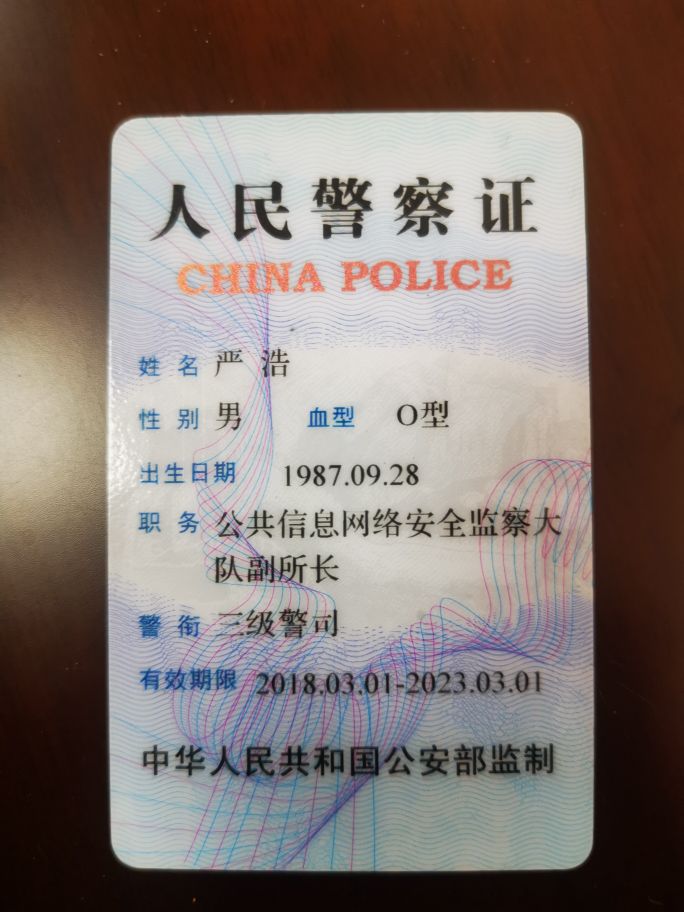 人民警察证
CHINA POLICE
姓名 严浩
性别 男 血型 O型
出生日期 1987.09.28
职务 公共信息网络安全监察大
队副所长
警衔 三级警司
有效期限 2018.03.01-2023.03.01
中华人民共和国公安部监制